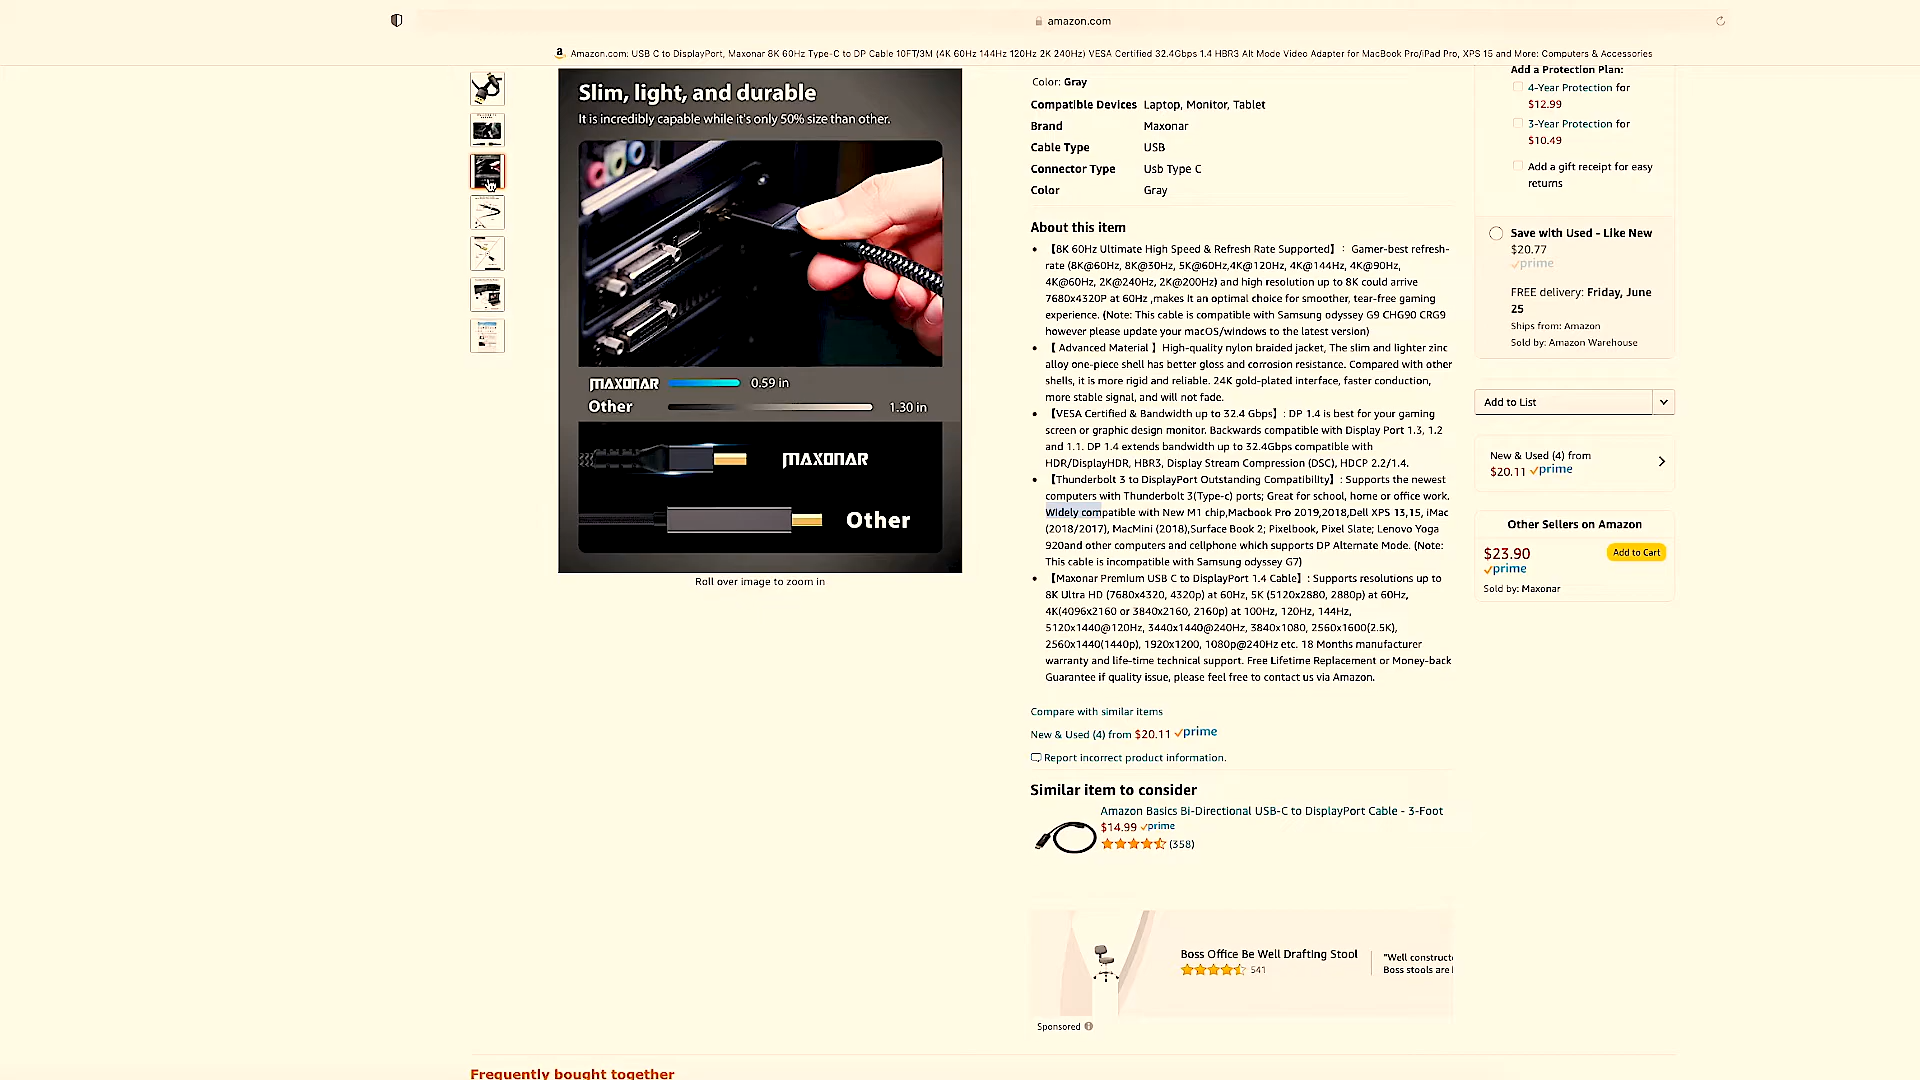 amazon.com
Amazon.com: USB C to DisplayPort, Maxonar 8K 60Hz Type-C to DP Cable 10FT/3M (4K 60Hz 144Hz 120Hz 2K 240Hz) VESA Certified 32.4Gbps 1.4 HBR3 Alt Mode Video Adapter for MacBook Pro/iPad Pro, XPS 15 and More: Computers & Accessories
Slim, light, and durable
It is incredibly capable while it's only 50% size than other.
MAXONAR 0.59 in
Other 1.30 in
MAXONAR
Other
Roll over image to zoom in
Color: Gray
Compatible Devices Laptop, Monitor, Tablet
Brand Maxonar
Cable Type USB
Connector Type Usb Type C
Color Gray
About this item
• 【8K 60Hz Ultimate High Speed & Refresh Rate Supported】： Gamer-best refresh-
rate (8K@60Hz, 8K@30Hz, 5K@60Hz,4K@120Hz, 4K@144Hz, 4K@90Hz,
4K@60Hz, 2K@240Hz, 2K@200Hz) and high resolution up to 8K could arrive
7680x4320P at 60Hz ,makes it an optimal choice for smoother, tear-free gaming
experience. (Note: This cable is compatible with Samsung odyssey G9 CHG90 CRG9
however please update your macOS/windows to the latest version)
• 【 Advanced Material 】High-quality nylon braided jacket, The slim and lighter zinc
alloy one-piece shell has better gloss and corrosion resistance. Compared with other
shells, it is more rigid and reliable. 24K gold-plated interface, faster conduction,
more stable signal, and will not fade.
• 【VESA Certified & Bandwidth up to 32.4 Gbps】: DP 1.4 is best for your gaming
screen or graphic design monitor. Backwards compatible with Display Port 1.3, 1.2
and 1.1. DP 1.4 extends bandwidth up to 32.4Gbps compatible with
HDR/DisplayHDR, HBR3, Display Stream Compression (DSC), HDCP 2.2/1.4.
• 【Thunderbolt 3 to DisplayPort Outstanding Compatibility】: Supports the newest
computers with Thunderbolt 3(Type-c) ports; Great for school, home or office work.
Widely compatible with New M1 chip,Macbook Pro 2019,2018,Dell XPS 13,15, iMac
(2018/2017), MacMini (2018),Surface Book 2; Pixelbook, Pixel Slate; Lenovo Yoga
920and other computers and cellphone which supports DP Alternate Mode. (Note:
This cable is incompatible with Samsung odyssey G7)
• 【Maxonar Premium USB C to DisplayPort 1.4 Cable】: Supports resolutions up to
8K Ultra HD (7680x4320, 4320p) at 60Hz, 5K (5120x2880, 2880p) at 60Hz,
4K(4096x2160 or 3840x2160, 2160p) at 100Hz, 120Hz, 144Hz,
5120x1440@120Hz, 3440x1440@240Hz, 3840x1080, 2560x1600(2.5K),
2560x1440(1440p), 1920x1200, 1080p@240Hz etc. 18 Months manufacturer
warranty and life-time technical support. Free Lifetime Replacement or Money-back
Guarantee if quality issue, please feel free to contact us via Amazon.
Compare with similar items
New & Used (4) from $20.11 prime
Report incorrect product information.
Similar item to consider
Amazon Basics Bi-Directional USB-C to DisplayPort Cable - 3-Foot
$14.99 prime
(358)
Boss Office Be Well Drafting Stool
541
"Well constructe
Boss stools are
Sponsored
Add a Protection Plan:
4-Year Protection for
$12.99
3-Year Protection for
$10.49
Add a gift receipt for easy
returns
Save with Used - Like New
$20.77
prime
FREE delivery: Friday, June
25
Ships from: Amazon
Sold by: Amazon Warehouse
Add to List
New & Used (4) from
$20.11 prime
Other Sellers on Amazon
$23.90 Add to Cart
prime
Sold by: Maxonar
Frequently bought together